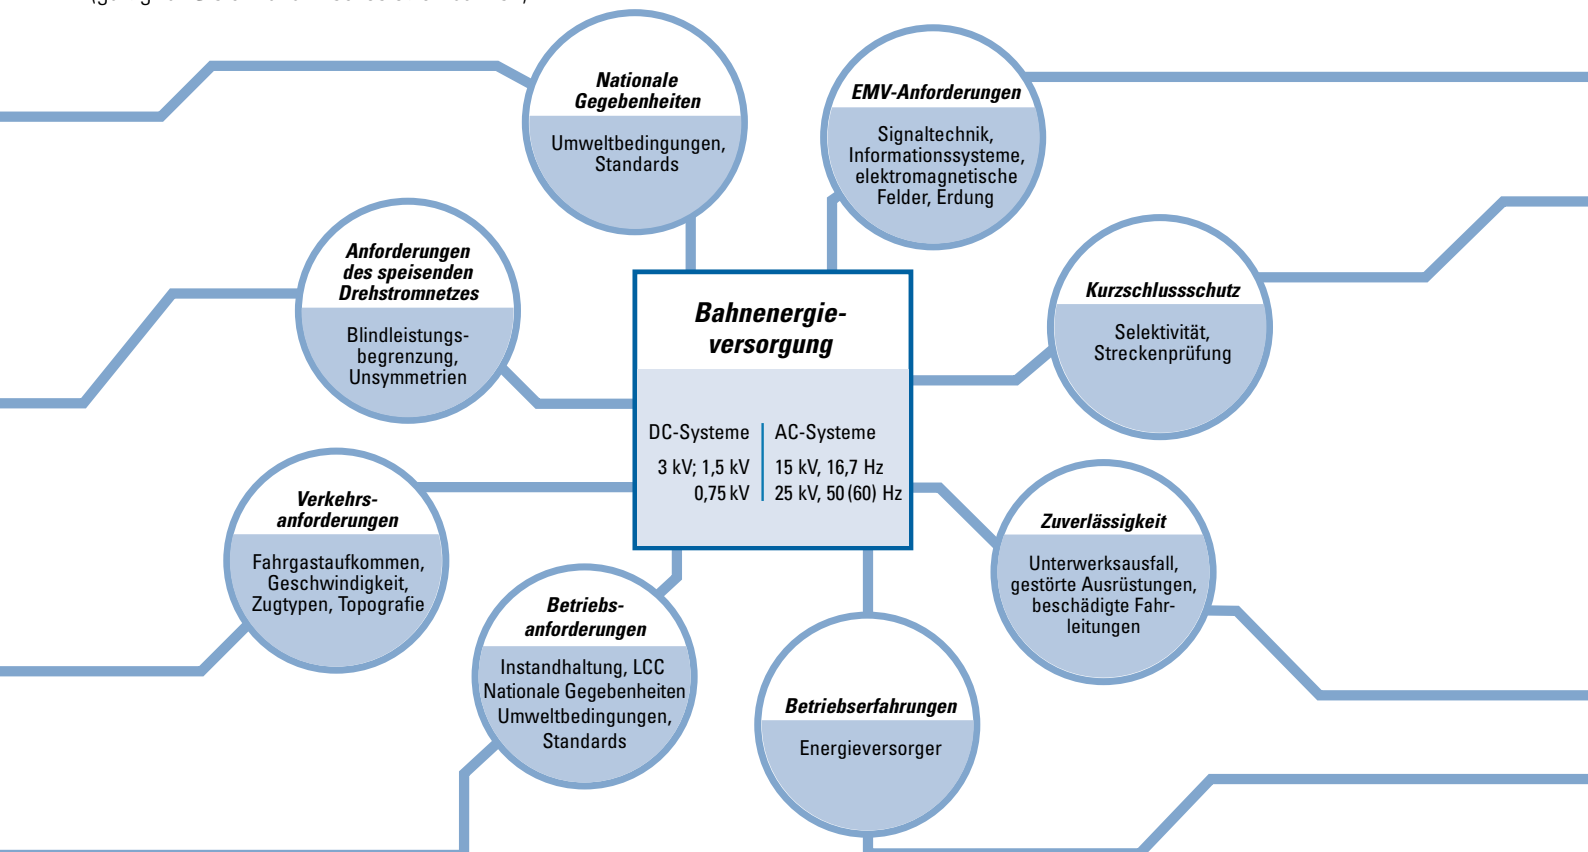 Nationale
Gegebenheiten
Umweltbedingungen,
Standards
EMV-Anforderungen
Signaltechnik,
Informationssysteme,
elektromagnetische
Felder, Erdung
Anforderungen
des speisenden
Drehstromnetzes
Blindleistungs-
begrenzung,
Unsymmetrien
Kurzschlussschutz
Selektivität,
Streckenprüfung
Bahnenergie-
versorgung
DC-Systeme
3 kV; 1,5 kV
0,75 kV
AC-Systeme
15 kV, 16,7 Hz
25 kV, 50 (60) Hz
Verkehrs-
anforderungen
Fahrgastaufkommen,
Geschwindigkeit,
Zugtypen, Topografie
Zuverlässigkeit
Unterwerksausfall,
gestörte Ausrüstungen,
beschädigte Fahr-
leitungen
Betriebs-
anforderungen
Instandhaltung, LCC
Nationale Gegebenheiten
Umweltbedingungen,
Standards
Betriebserfahrungen
Energieversorger